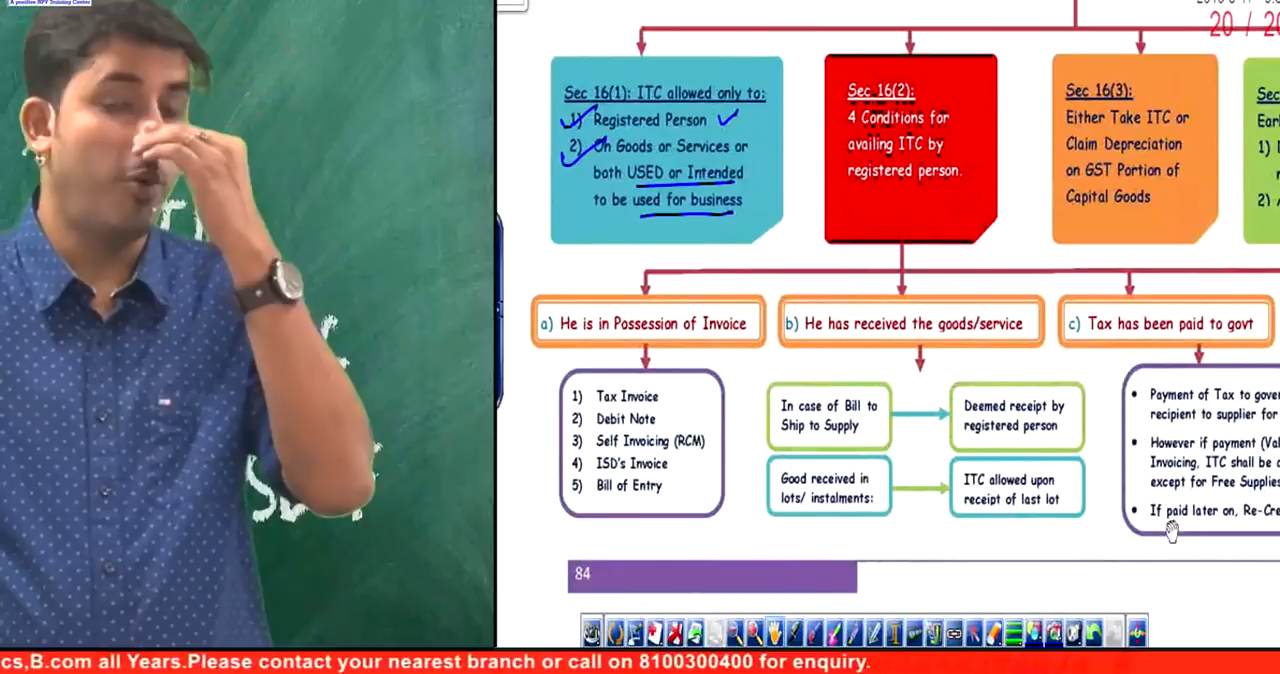 A positive NPV Training Center
20 / 20
Sec 16(1): ITC allowed only to:
1) Registered Person
2) On Goods or Services or
both USED or Intended
to be used for business
Sec 16(2):
4 Conditions for
availing ITC by
registered person.
Sec 16(3):
Either Take ITC or
Claim Depreciation
on GST Portion of
Capital Goods
Sec
1)
2)
a) He is in Possession of Invoice
b) He has received the goods/service
c) Tax has been paid to govt
1) Tax Invoice
2) Debit Note
3) Self Invoicing (RCM)
4) ISD's Invoice
5) Bill of Entry
In case of Bill to
Ship to Supply
Deemed receipt by
registered person
Good received in
lots/ instalments:
ITC allowed upon
receipt of last lot
• Payment of Tax to gove
recipient to supplier for
• However if payment (Val
Invoicing, ITC shall be a
except for Free Supplies
• If paid later on, Re-Cre
84
cs,B.com all Years.Please contact your nearest branch or call on 8100300400 for enquiry.